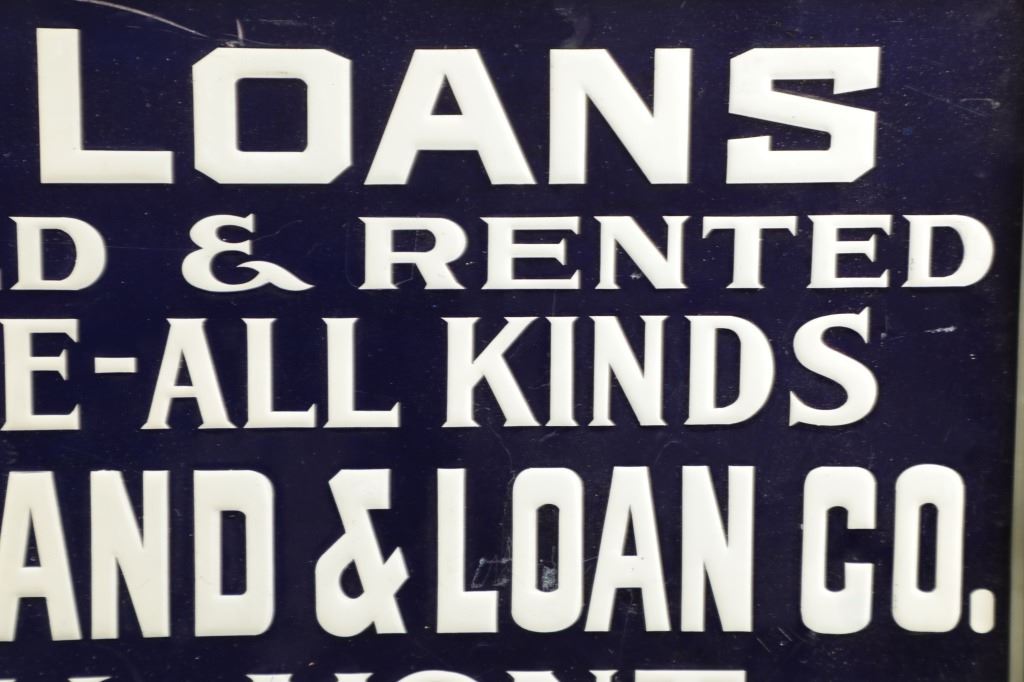 LOANS
D & RENTED
E-ALL KINDS
AND & LOAN CO.